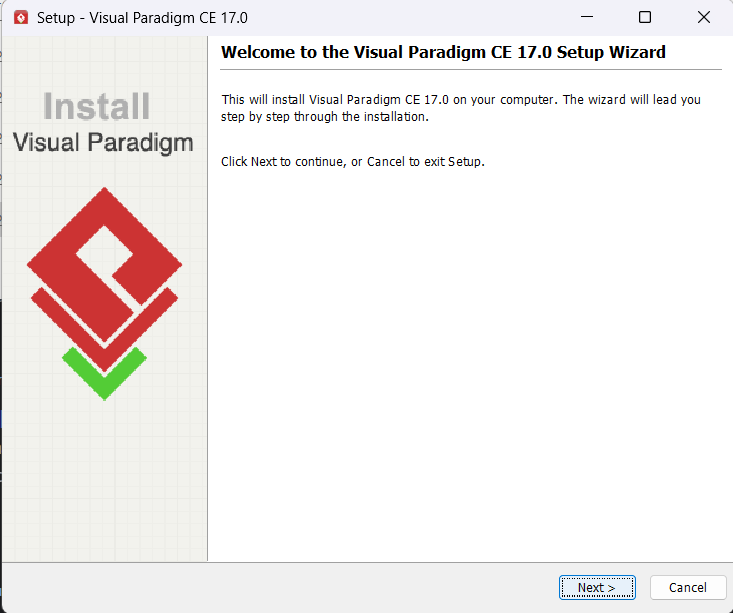 Setup - Visual Paradigm CE 17.0
Install
Visual Paradigm
Welcome to the Visual Paradigm CE 17.0 Setup Wizard
This will install Visual Paradigm CE 17.0 on your computer. The wizard will lead you
step by step through the installation.
Click Next to continue, or Cancel to exit Setup.
Next >
Cancel